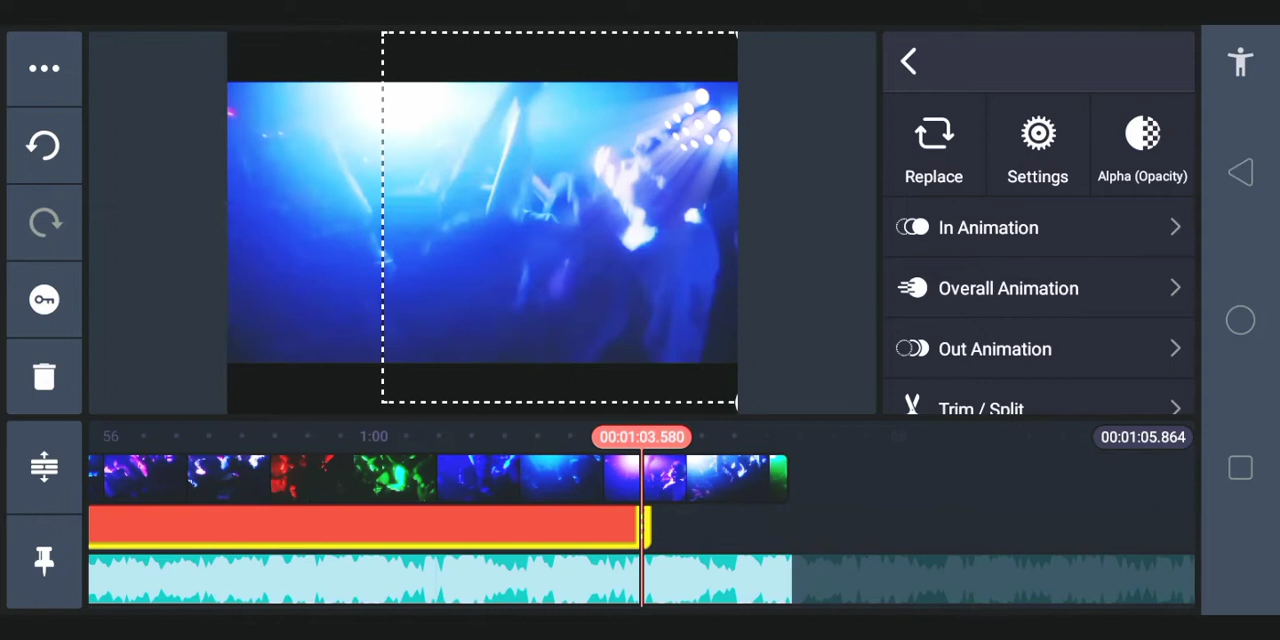 Replace
Settings
Alpha (Opacity)
In Animation
Overall Animation
Out Animation
Trim / Split
56
1:00
00:01:03.580
00:01:05.864